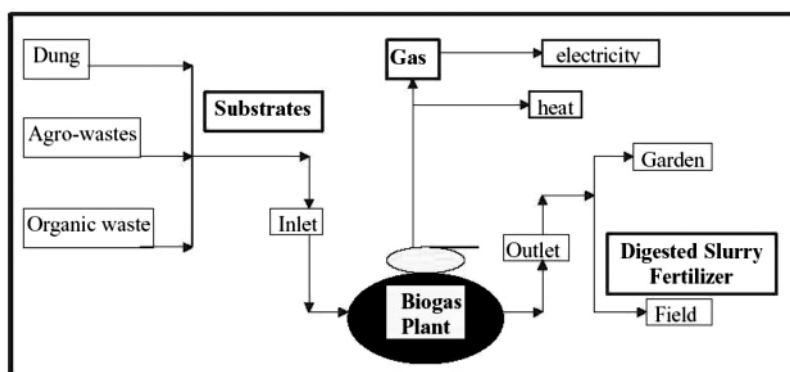 Dung
Substrates
Agro-wastes
Organic waste
Inlet
Gas
electricity
heat
Biogas
Plant
Outlet
Garden
Digested Slurry
Fertilizer
Field